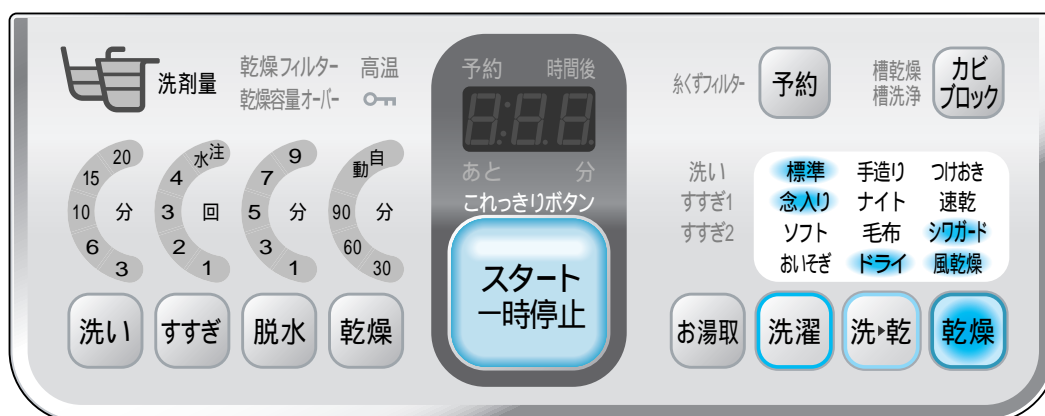 洗剤量
乾燥フィルター 高温
乾燥容量オーバー
予約 時間後
8:88
あと 分
これっきりボタン
スタート
一時停止
糸くずフィルター
予約
槽乾燥
槽洗浄
カビ
ブロック
20
15
10 分
6
3
注水
4
3 回
2
1
9
7
5 分
3
1
自動
90 分
60
30
洗い
すすぎ1
すすぎ2
標準 手造り つけおき
念入り ナイト 速乾
ソフト 毛布 シワガード
おいそぎ ドライ 風乾燥
洗い すすぎ 脱水 乾燥
お湯取 洗濯 洗▸乾 乾燥